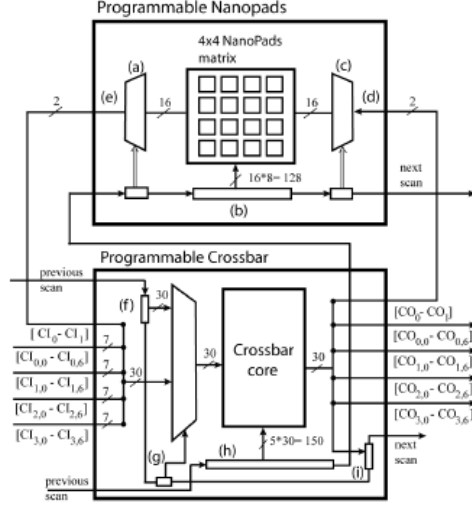 Programmable Nanopads
4x4 NanoPads
matrix
(a)
(c)
(e)
(d)
2
16
16
2
16*8= 128
next
scan
(b)
Programmable Crossbar
previous
scan
(f)
30
[CI0- CI1]
7
[CI0,0- CI0,6]
7
30
[CI1,0 - CI1,6]
7
[CI2,0 - CI2,6]
7
[CI3,0 - CI3,6]
30
Crossbar
core
30
[CO0- CO1]
[CO0,0- CO0,6]
[CO1,0 - CO1,6]
[CO2,0 - CO2,6]
[CO3,0 - CO3,6]
(g)
(h)
5*30= 150
next
scan
(i)
previous
scan